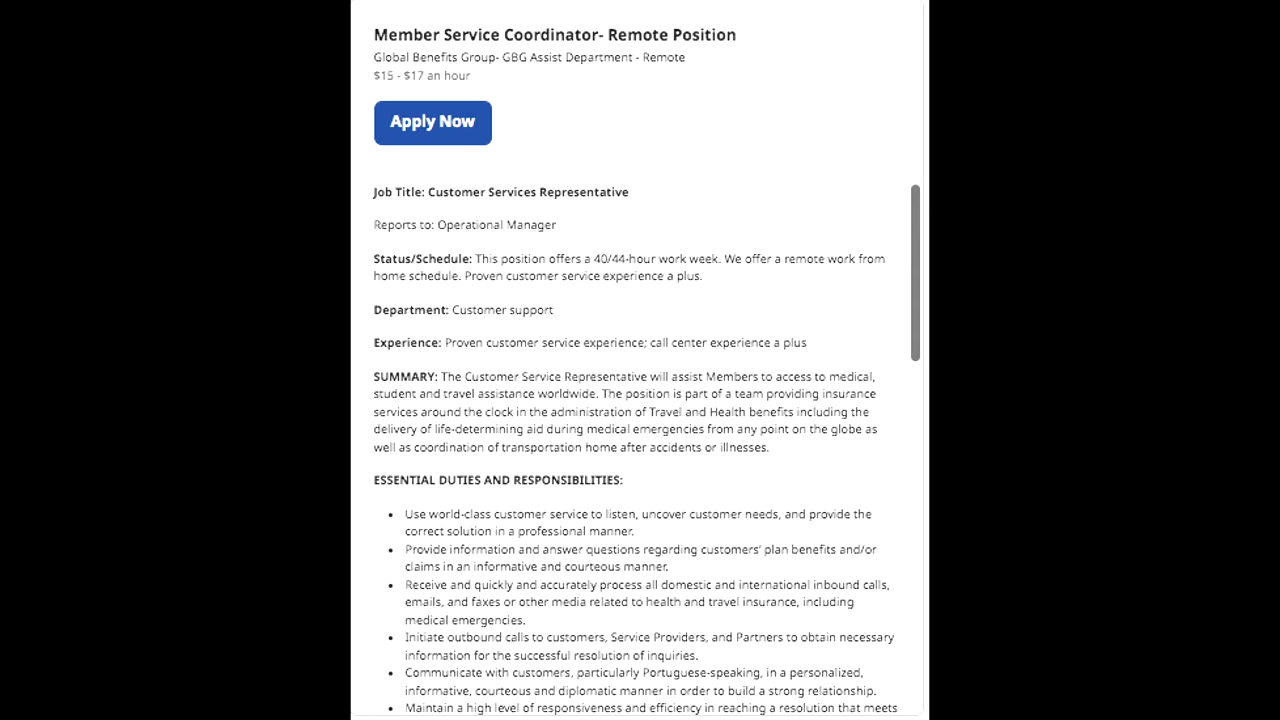 Member Service Coordinator- Remote Position
Global Benefits Group- GBG Assist Department - Remote
$15 - $17 an hour
Apply Now
Job Title: Customer Services Representative
Reports to: Operational Manager
Status/Schedule: This position offers a 40/44-hour work week. We offer a remote work from
home schedule. Proven customer service experience a plus.
Department: Customer support
Experience: Proven customer service experience; call center experience a plus
SUMMARY: The Customer Service Representative will assist Members to access to medical,
student and travel assistance worldwide. The position is part of a team providing insurance
services around the clock in the administration of Travel and Health benefits including the
delivery of life-determining aid during medical emergencies from any point on the globe as
well as coordination of transportation home after accidents or illnesses.
ESSENTIAL DUTIES AND RESPONSIBILITIES:
• Use world-class customer service to listen, uncover customer needs, and provide the
correct solution in a professional manner.
• Provide information and answer questions regarding customers' plan benefits and/or
claims in an informative and courteous manner.
• Receive and quickly and accurately process all domestic and international inbound calls,
emails, and faxes or other media related to health and travel insurance, including
medical emergencies.
• Initiate outbound calls to customers, Service Providers, and Partners to obtain necessary
information for the successful resolution of inquiries.
• Communicate with customers, particularly Portuguese-speaking, in a personalized,
informative, courteous and diplomatic manner in order to build a strong relationship.
• Maintain a high level of responsiveness and efficiency in reaching a resolution that meets